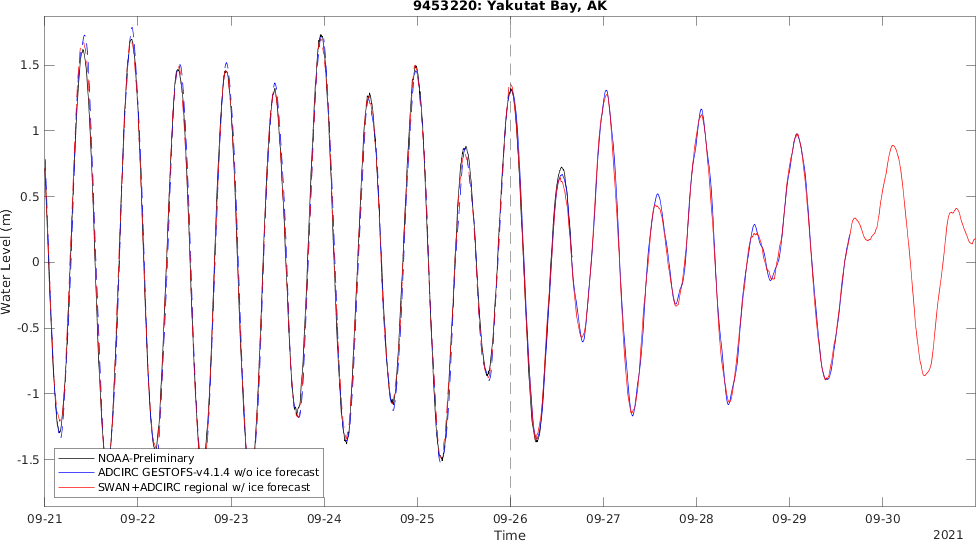 9453220: Yakutat Bay, AK
Water Level (m)
1.5
1
0.5
0
-0.5
-1
-1.5
NOAA-Preliminary
ADCIRC GESTOFS-v4.1.4 w/o ice forecast
SWAN+ADCIRC regional w/ ice forecast
09-21 09-22 09-23 09-24 09-25 09-26 09-27 09-28 09-29 09-30
Time
2021